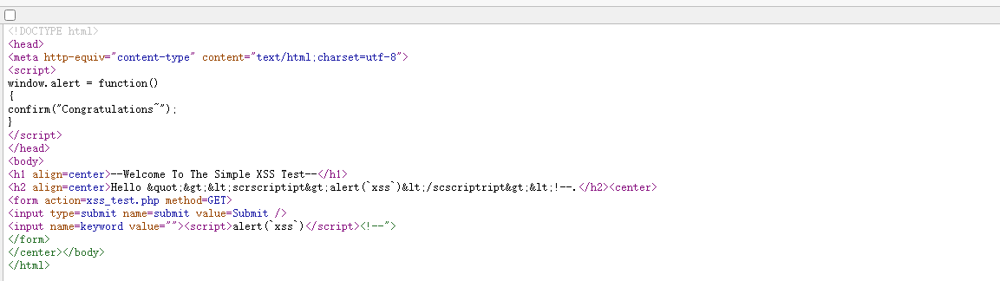 <!DOCTYPE html>
<head>
<meta http-equiv="content-type" content="text/html;charset=utf-8">
<script>
window.alert = function()
{
confirm("Congratulations~");
}
</script>
</head>
<body>
<h1 align=center>--Welcome To The Simple XSS Test--</h1>
<h2 align=center>Hello &quot;&gt;&lt;scrscriptipt&gt;alert(`xss`)&lt;/scscriptript&gt;&lt;!--.</h2><center>
<form action=xss_test.php method=GET>
<input type=submit name=submit value=Submit />
<input name=keyword value=""><script>alert(`xss`)</script><!--">
</form>
</center></body>
</html>